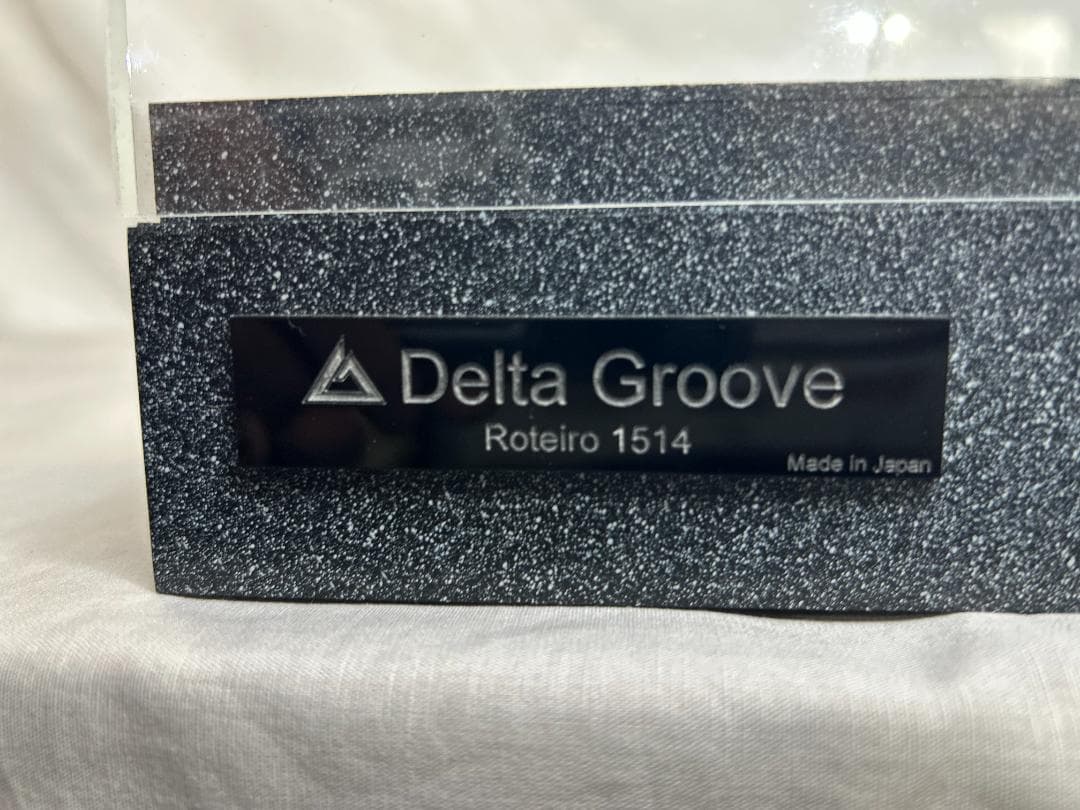 Delta Groove
Roteiro 1514
Made in Japan